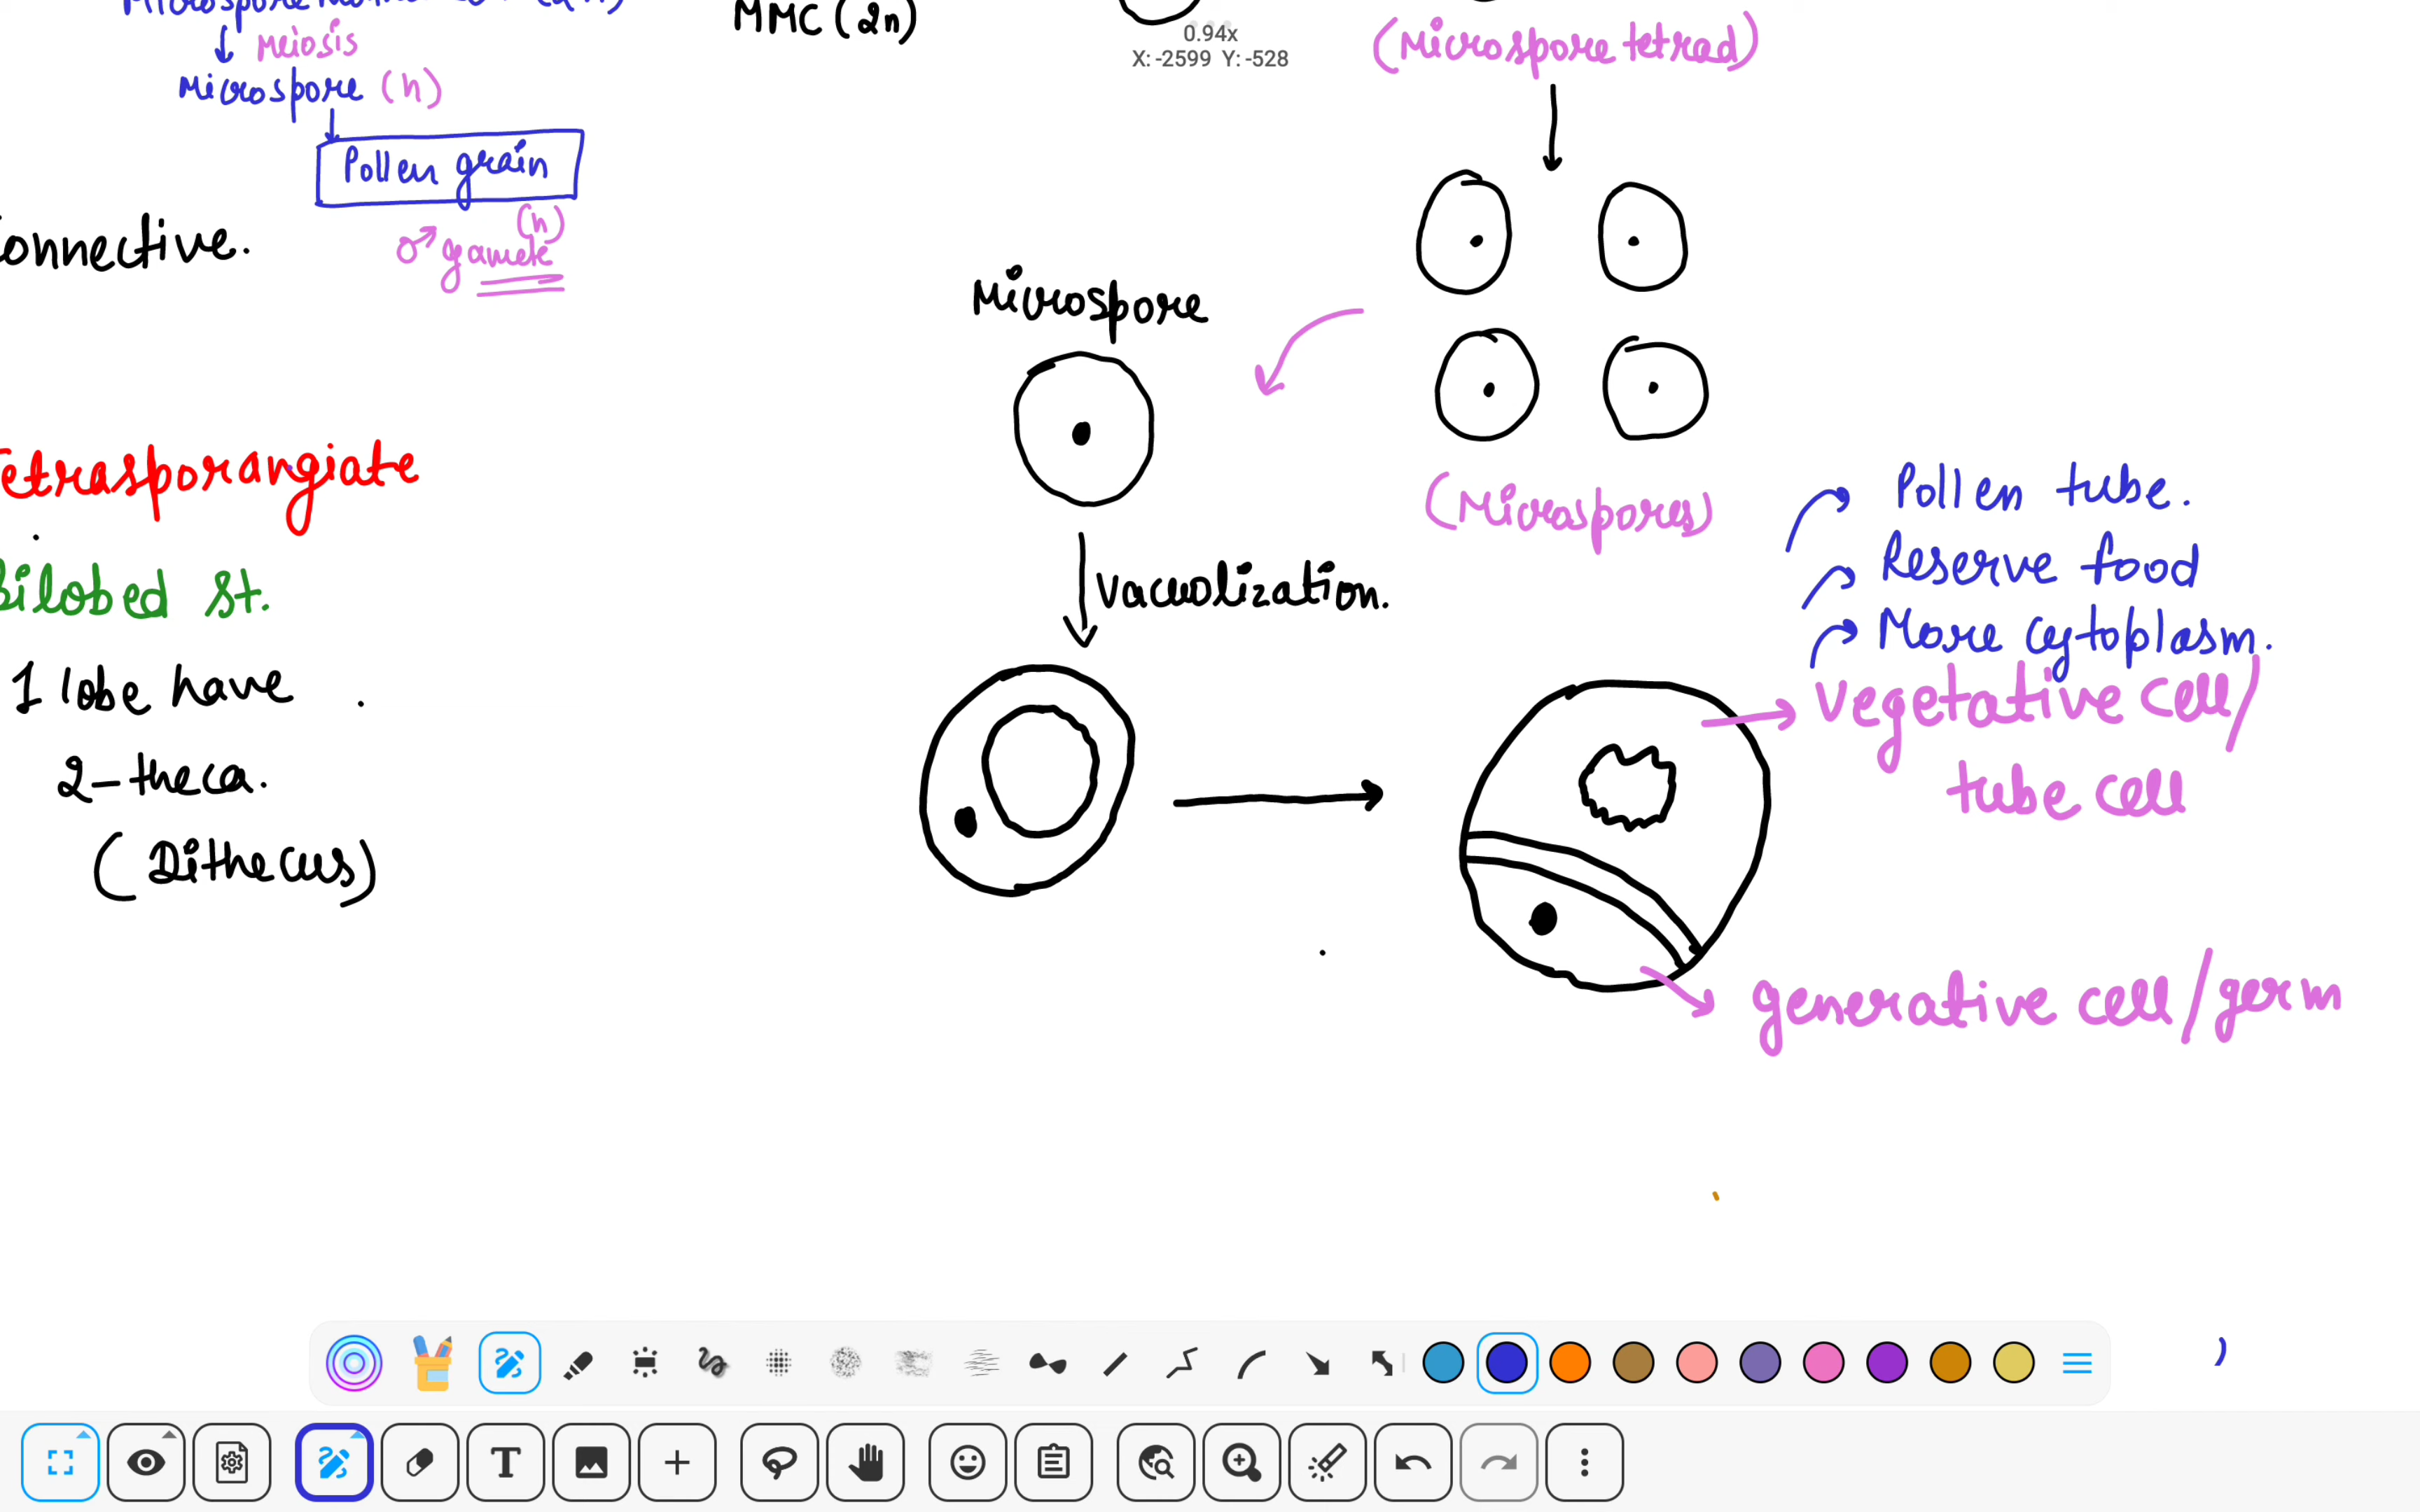 ↓ Meiosis
Microspore (n)
Pollen grain
♂ gamete (n)
onnective.
etrasporangiate
Bilobed st.
1 lobe have
2-theca.
(Dithecus)
MMC (2n)
0.94x
X: -2599 Y: -528
(Microspore tetrad)
(Microspores)
Microspore
Vacuolization.
Pollen tube.
Reserve food
More cytoplasm.
Vegetative cell/
tube cell
generative cell/germ
T